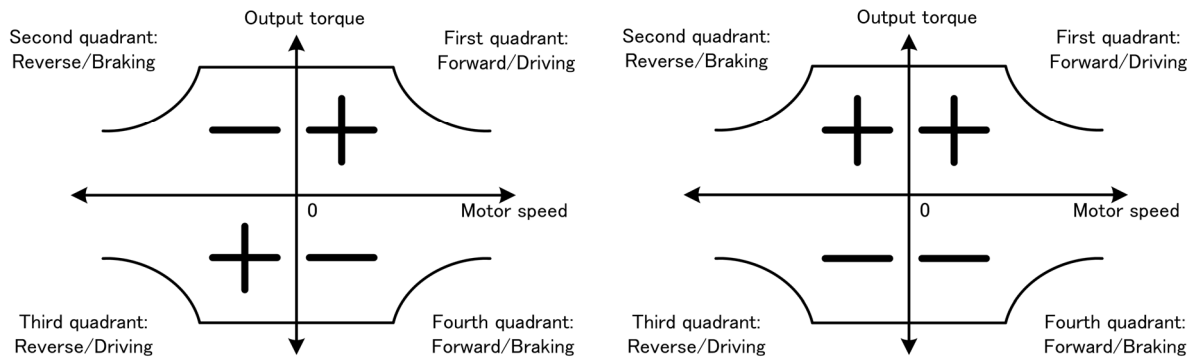 Output torque
Second quadrant:
Reverse/Braking
First quadrant:
Forward/Driving
0
Motor speed
Third quadrant:
Reverse/Driving
Fourth quadrant:
Forward/Braking
Output torque
Second quadrant:
Reverse/Braking
First quadrant:
Forward/Driving
0
Motor speed
Third quadrant:
Reverse/Driving
Fourth quadrant:
Forward/Braking